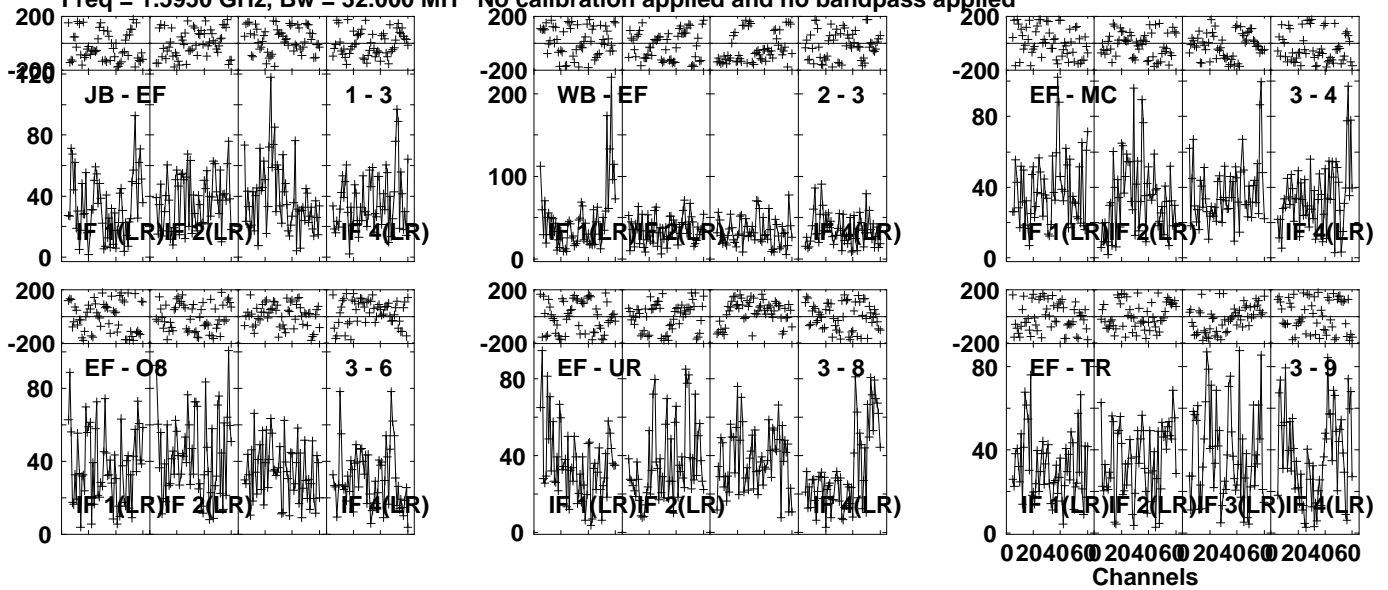 Freq = 1.5950 GHz, Bw = 32.000 MH No calibration applied and no bandpass applied
200
-200
120
80
40
0
JB - EF
1 - 3
IF 1(LR)
IF 2(LR)
IF 4(LR)
200
-200
200
100
0
WB - EF
2 - 3
IF 1(LR)
IF 2(LR)
IF 4(LR)
200
-200
80
40
0
EF - MC
3 - 4
IF 1(LR)
IF 2(LR)
IF 4(LR)
200
-200
80
40
0
EF - O8
3 - 6
IF 1(LR)
IF 2(LR)
IF 4(LR)
200
-200
80
40
0
EF - UR
3 - 8
IF 1(LR)
IF 2(LR)
IF 4(LR)
200
-200
80
40
0
EF - TR
3 - 9
IF 1(LR)
IF 2(LR)
IF 3(LR)
IF 4(LR)
0 20 40 60 0 20 40 60 0 20 40 60 0 20 40 60
Channels